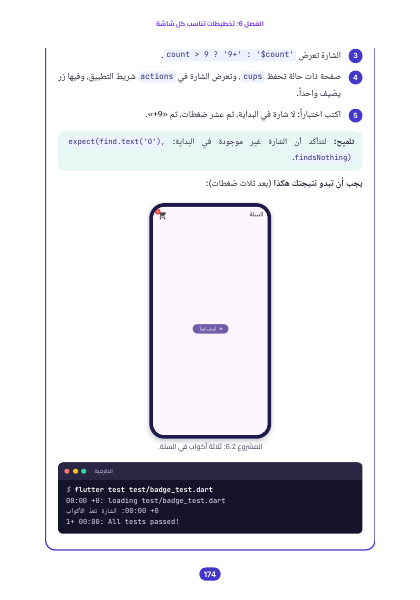 الفصل 6: تخطيطات تناسب كل شاشة
3 الشارة تعرض count > 9 ? '9+' : '$count'.
4 صفحة ذات حالة تحفظ cups، وتعرض الشارة في actions شريط التطبيق، وفيها زر
يضيف واحداً.
5 اكتب اختباراً: لا شارة في البداية، ثم عشر ضغطات، ثم «9+».
تلميح: لتتأكد أن الشارة غير موجودة في البداية: expect(find.text('0'),
findsNothing).
يجب أن تبدو نتيجتك هكذا (بعد ثلاث ضغطات):
السلة
المشروع 6.2: ثلاثة أكواب في السلة.
الطرفية
$ flutter test test/badge_test.dart
00:00 +0: loading test/badge_test.dart
00:00 +0: الشارة تعدّ الأكواب
00:00 +1: All tests passed!
174